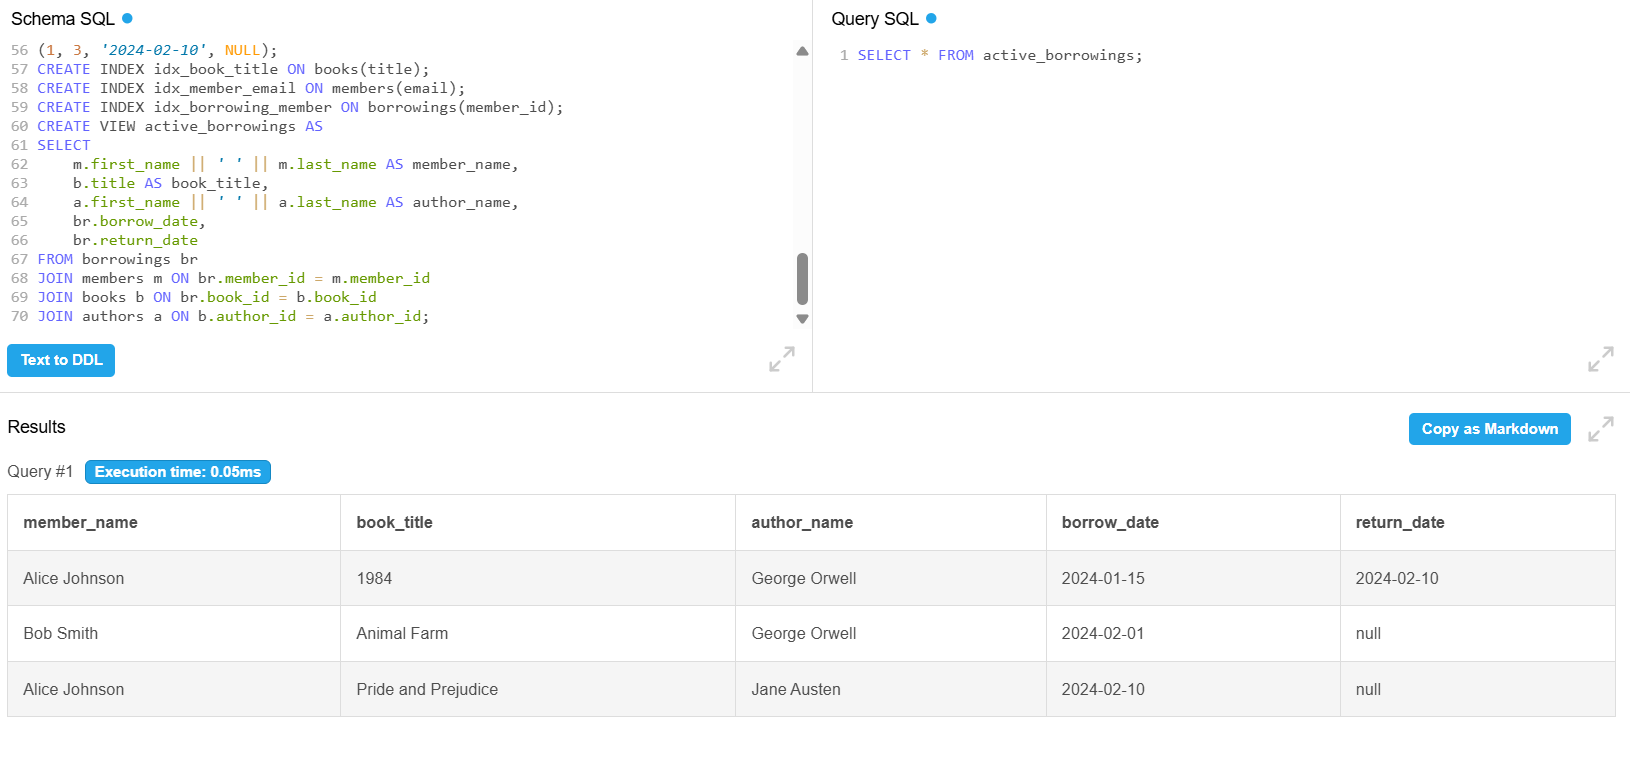 Schema SQL
56 (1, 3, '2024-02-10', NULL);
57 CREATE INDEX idx_book_title ON books(title);
58 CREATE INDEX idx_member_email ON members(email);
59 CREATE INDEX idx_borrowing_member ON borrowings(member_id);
60 CREATE VIEW active_borrowings AS
61 SELECT
62     m.first_name || ' ' || m.last_name AS member_name,
63     b.title AS book_title,
64     a.first_name || ' ' || a.last_name AS author_name,
65     br.borrow_date,
66     br.return_date
67 FROM borrowings br
68 JOIN members m ON br.member_id = m.member_id
69 JOIN books b ON br.book_id = b.book_id
70 JOIN authors a ON b.author_id = a.author_id;
Text to DDL
Query SQL
1 SELECT * FROM active_borrowings;
Results
Copy as Markdown
Query #1 Execution time: 0.05ms
member_name book_title author_name borrow_date return_date
Alice Johnson 1984 George Orwell 2024-01-15 2024-02-10
Bob Smith Animal Farm George Orwell 2024-02-01 null
Alice Johnson Pride and Prejudice Jane Austen 2024-02-10 null